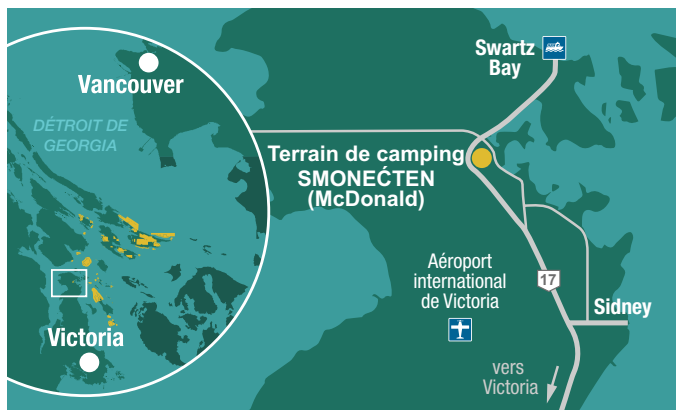 Vancouver
DÉTROIT DE
GEORGIA
Victoria
Swartz
Bay
Terrain de camping
SMONEĆTEN
(McDonald)
Aéroport
international
de Victoria
17
Sidney
vers
Victoria